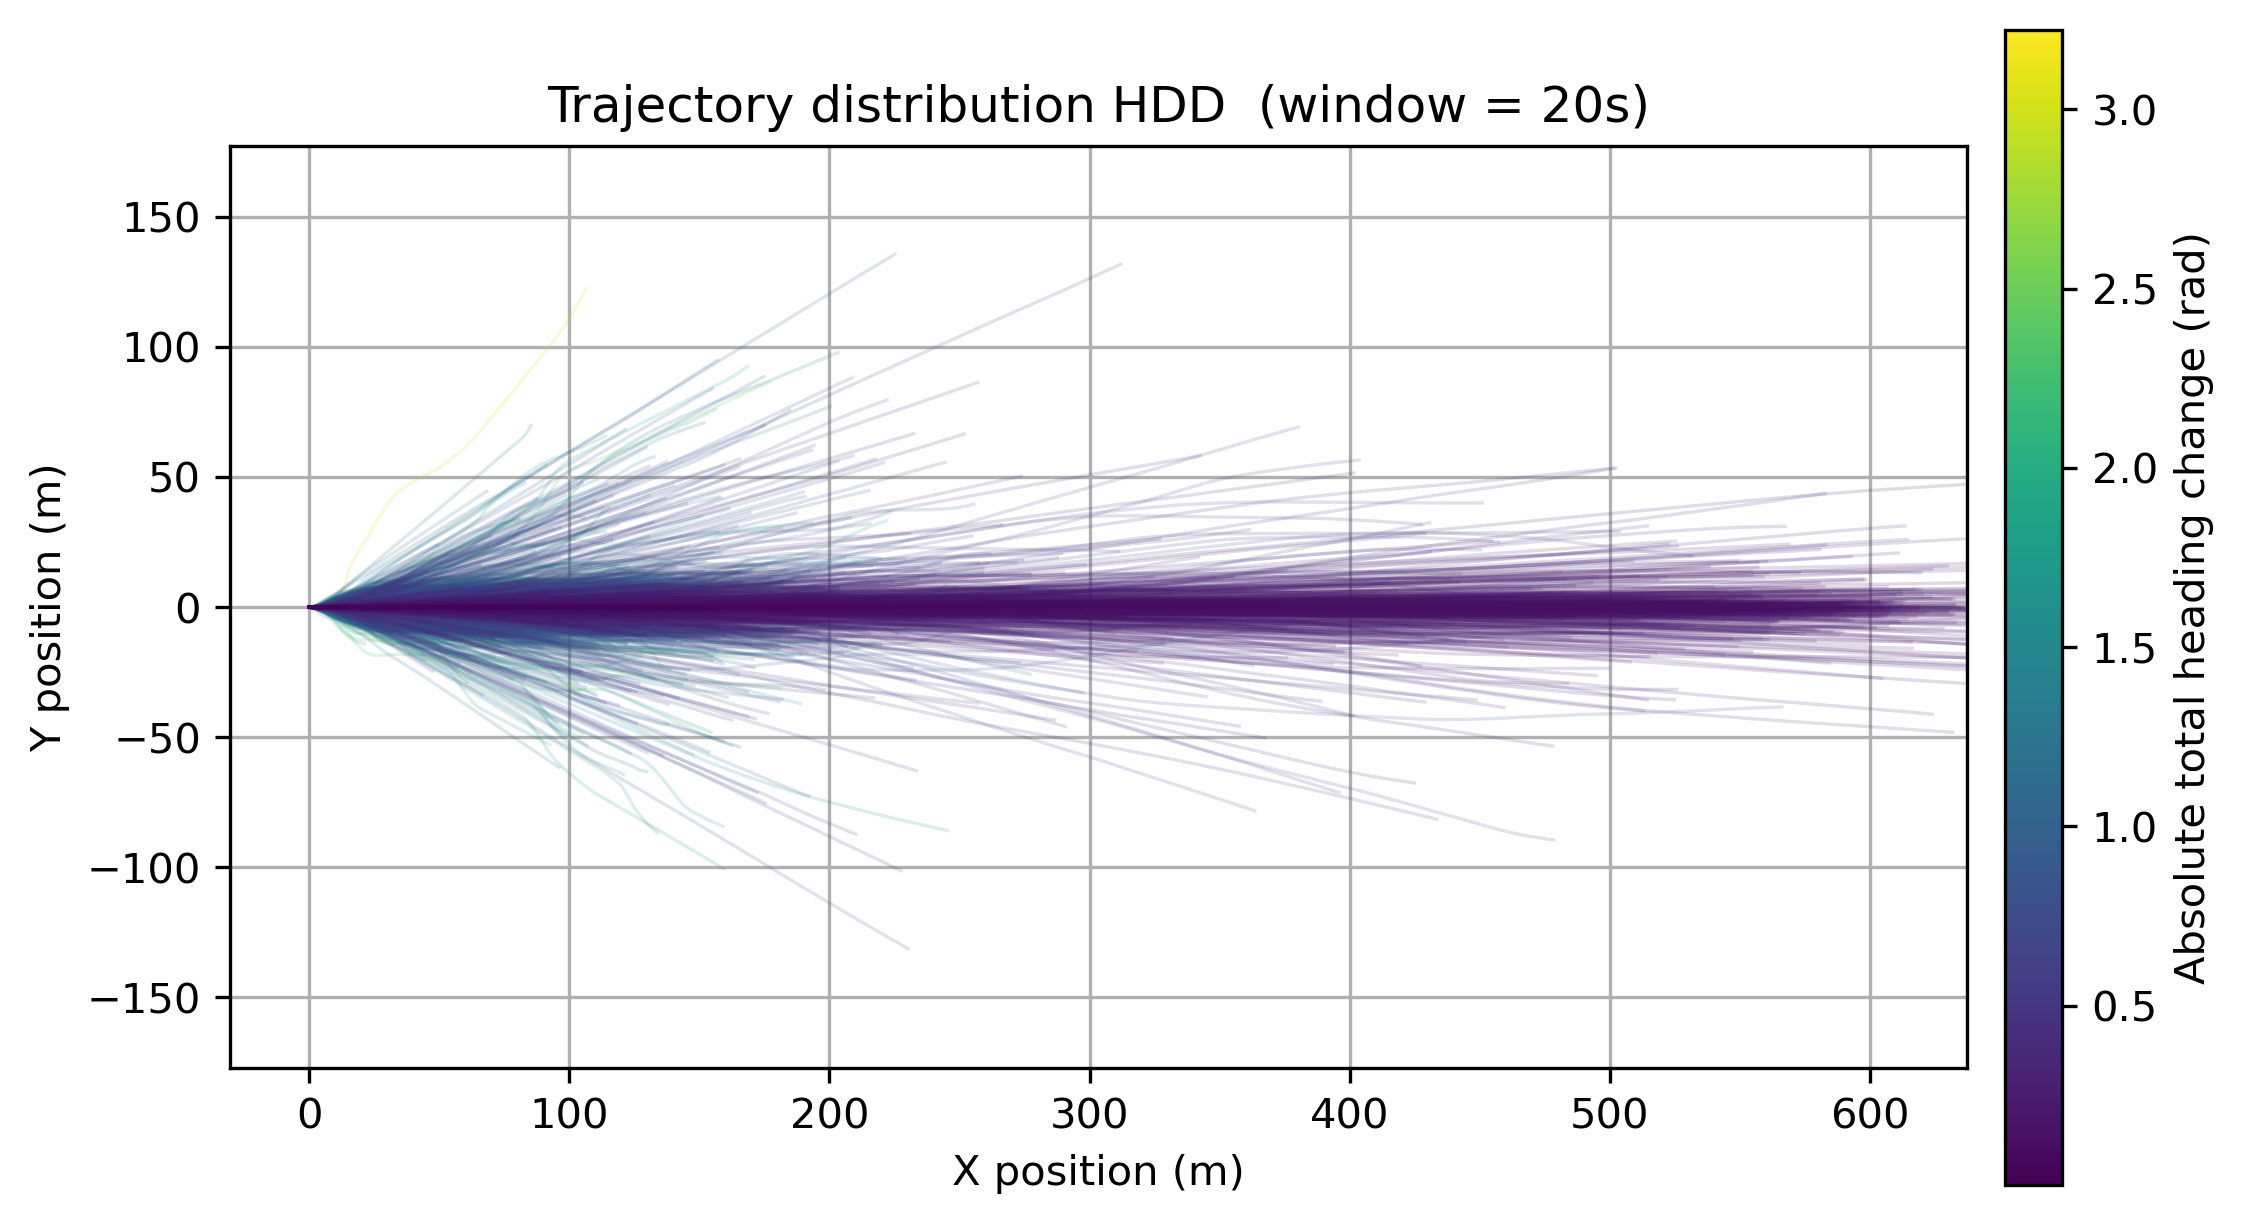 Trajectory distribution HDD  (window = 20s)
150
100
50
0
−50
−100
−150
Y position (m)
0 100 200 300 400 500 600
X position (m)
3.0
2.5
2.0
1.5
1.0
0.5
Absolute total heading change (rad)